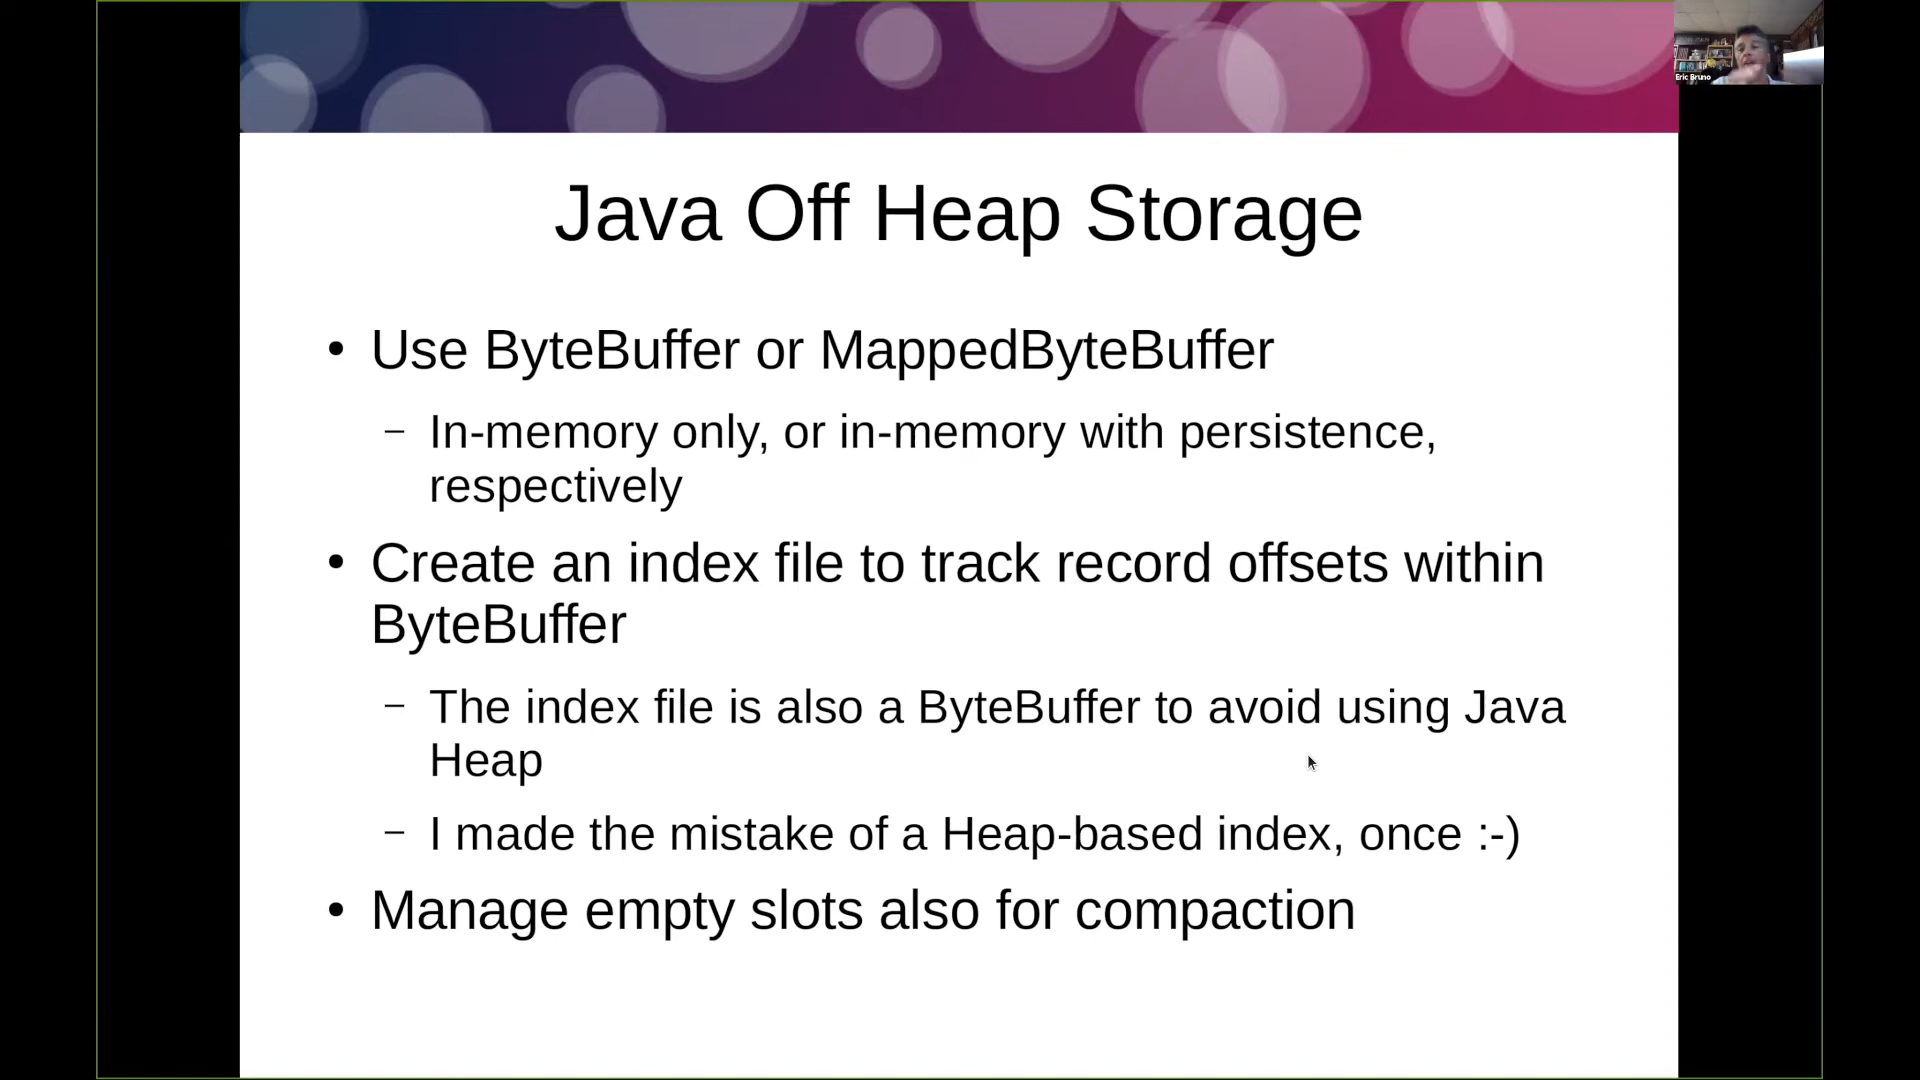 Eric Bruno
Java Off Heap Storage
• Use ByteBuffer or MappedByteBuffer
– In-memory only, or in-memory with persistence,
respectively
• Create an index file to track record offsets within
ByteBuffer
– The index file is also a ByteBuffer to avoid using Java
Heap
– I made the mistake of a Heap-based index, once :-)
• Manage empty slots also for compaction